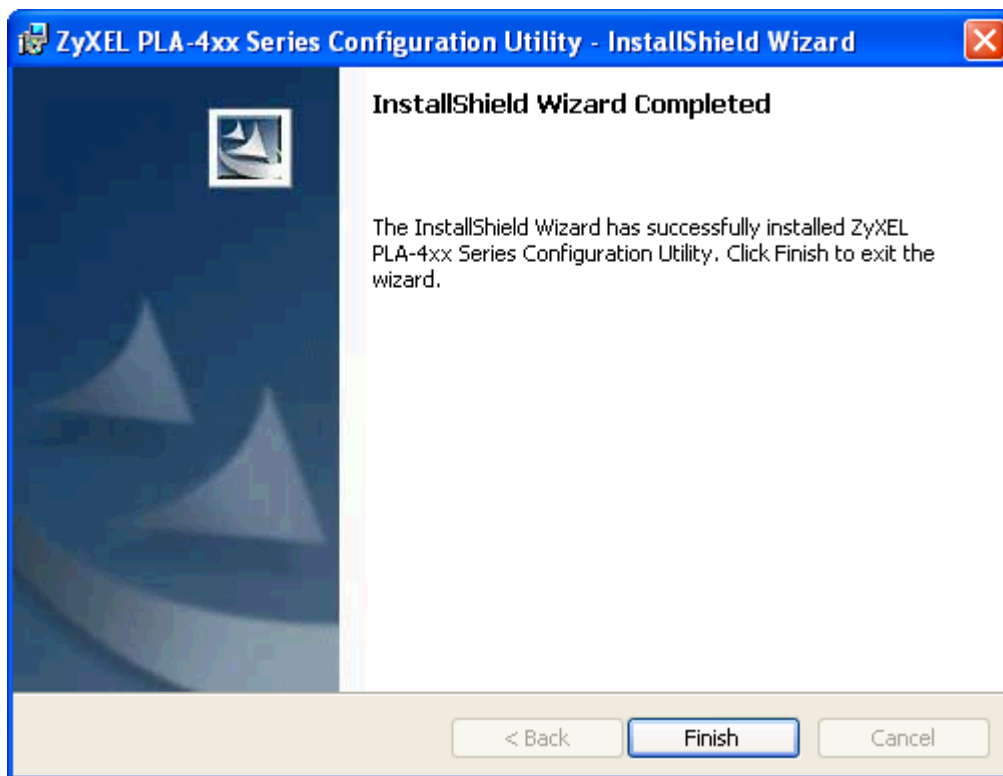 ZyXEL PLA-4xx Series Configuration Utility - InstallShield Wizard
InstallShield Wizard Completed
The InstallShield Wizard has successfully installed ZyXEL
PLA-4xx Series Configuration Utility. Click Finish to exit the
wizard.
< Back
Finish
Cancel